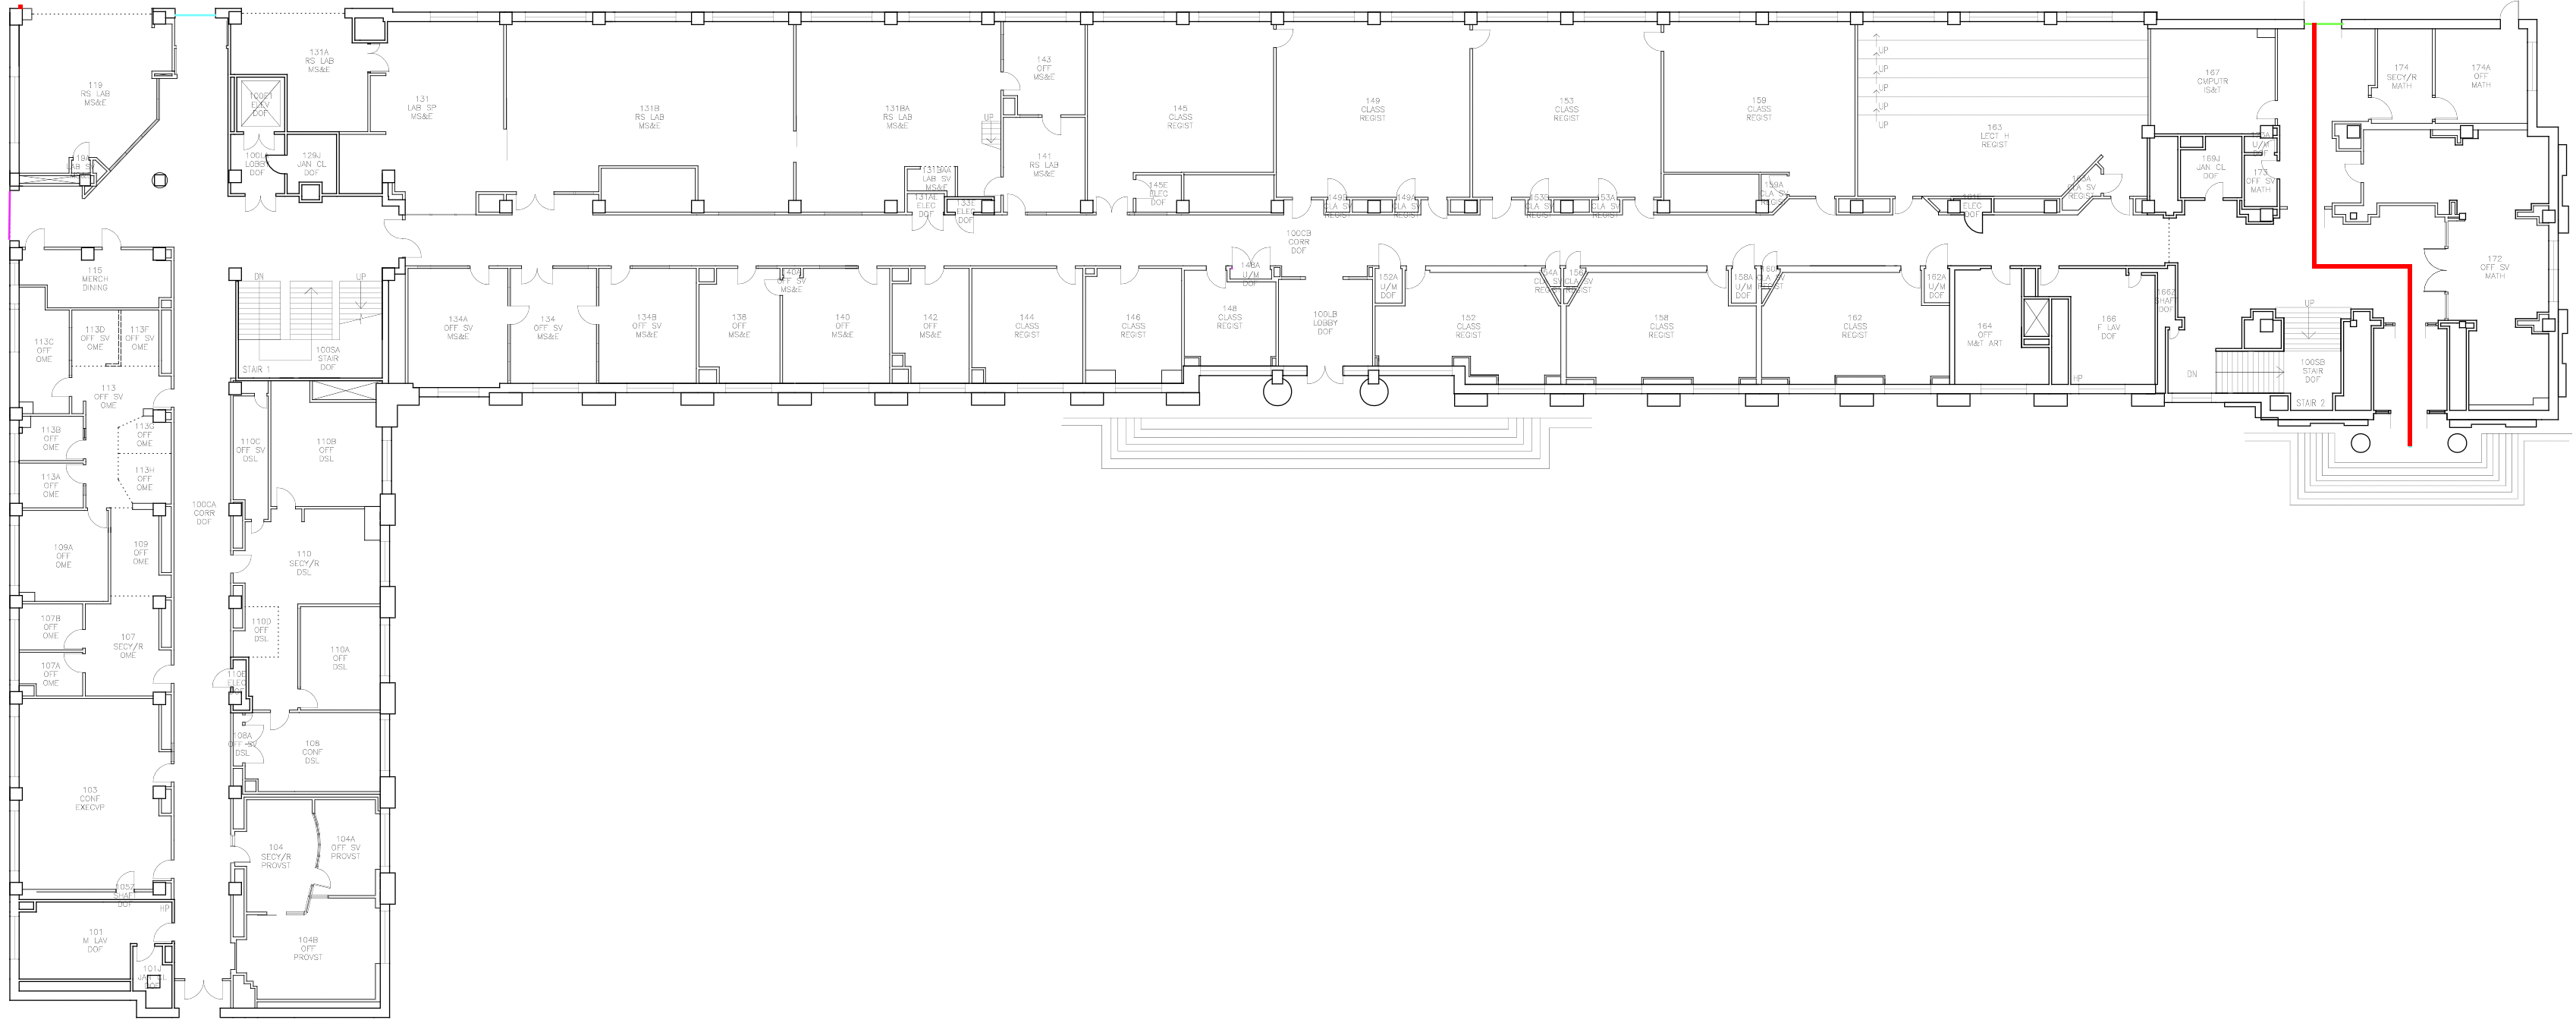 119
RS LAB
MS&E
131A
RS LAB
MS&E
100E1
ELEV
DOF
100LA
LOBBY
DOF
129J
JAN CL
DOF
131
LAB SP
MS&E
131B
RS LAB
MS&E
131BA
RS LAB
MS&E
UP
143
OFF
MS&E
141
RS LAB
MS&E
131BAA
LAB SV
MS&E
131AE
ELEC
DOF
133E
ELEC
DOF
145
CLASS
REGIST
145E
ELEC
DOF
149
CLASS
REGIST
149B
CLA SV
REGIST
149A
CLA SV
REGIST
153
CLASS
REGIST
153B
CLA SV
REGIST
153A
CLA SV
REGIST
159
CLASS
REGIST
159A
CLA SV
REGIST
UP
UP
UP
UP
UP
163
LECT H
REGIST
163A
CLA SV
REGIST
ELEC
DOF
167
CMPUTR
IS&T
169J
JAN CL
DOF
U/M
DOF
173
OFF SV
MATH
174
SECY/R
MATH
174A
OFF
MATH
172
OFF SV
MATH
100CB
CORR
DOF
115
MERCH
DINING
113C
OFF
OME
113D
OFF SV
OME
113F
OFF SV
OME
113
OFF SV
OME
113B
OFF
OME
113A
OFF
OME
113G
OFF
OME
113H
OFF
OME
109A
OFF
OME
109
OFF
OME
107B
OFF
OME
107
SECY/R
OME
107A
OFF
OME
103
CONF
EXECVP
105Z
SHAFT
DOF
HP
101
M LAV
DOF
101J
JAN CL
DOF
100CA
CORR
DOF
DN
UP
100SA
STAIR
DOF
STAIR 1
110C
OFF SV
DSL
110B
OFF
DSL
110
SECY/R
DSL
110D
OFF
DSL
110A
OFF
DSL
110E
ELEC
DOF
108A
OFF SV
DSL
108
CONF
DSL
104
SECY/R
PROVST
104A
OFF SV
PROVST
104B
OFF
PROVST
134A
OFF SV
MS&E
134
OFF SV
MS&E
134B
OFF SV
MS&E
138
OFF
MS&E
140A
OFF SV
MS&E
140
OFF
MS&E
142
OFF
MS&E
144
CLASS
REGIST
146
CLASS
REGIST
148A
U/M
DOF
148
CLASS
REGIST
100LB
LOBBY
DOF
152A
U/M
DOF
152
CLASS
REGIST
CLA SV
REGIST
CLA SV
REGIST
158
CLASS
REGIST
158A
U/M
DOF
CLA SV
REGIST
162
CLASS
REGIST
162A
U/M
DOF
164
OFF
M&T ART
166
F LAV
DOF
HP
166Z
SHAFT
DOF
UP
DN
100SB
STAIR
DOF
STAIR 2